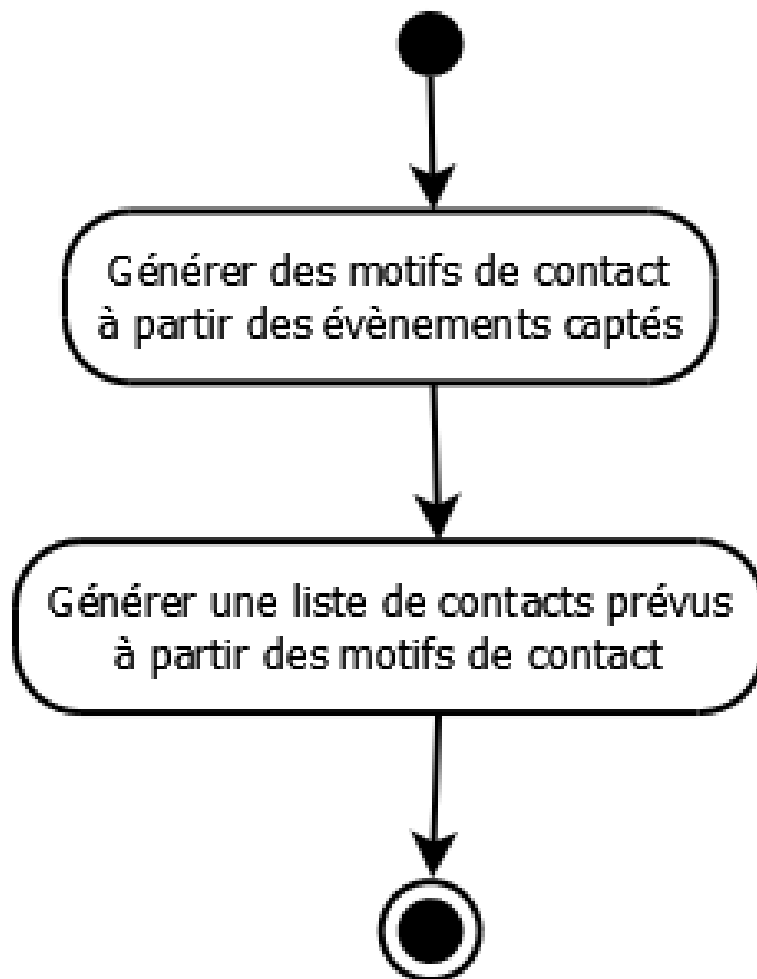 Générer des motifs de contact
à partir des évènements captés
Générer une liste de contacts prévus
à partir des motifs de contact